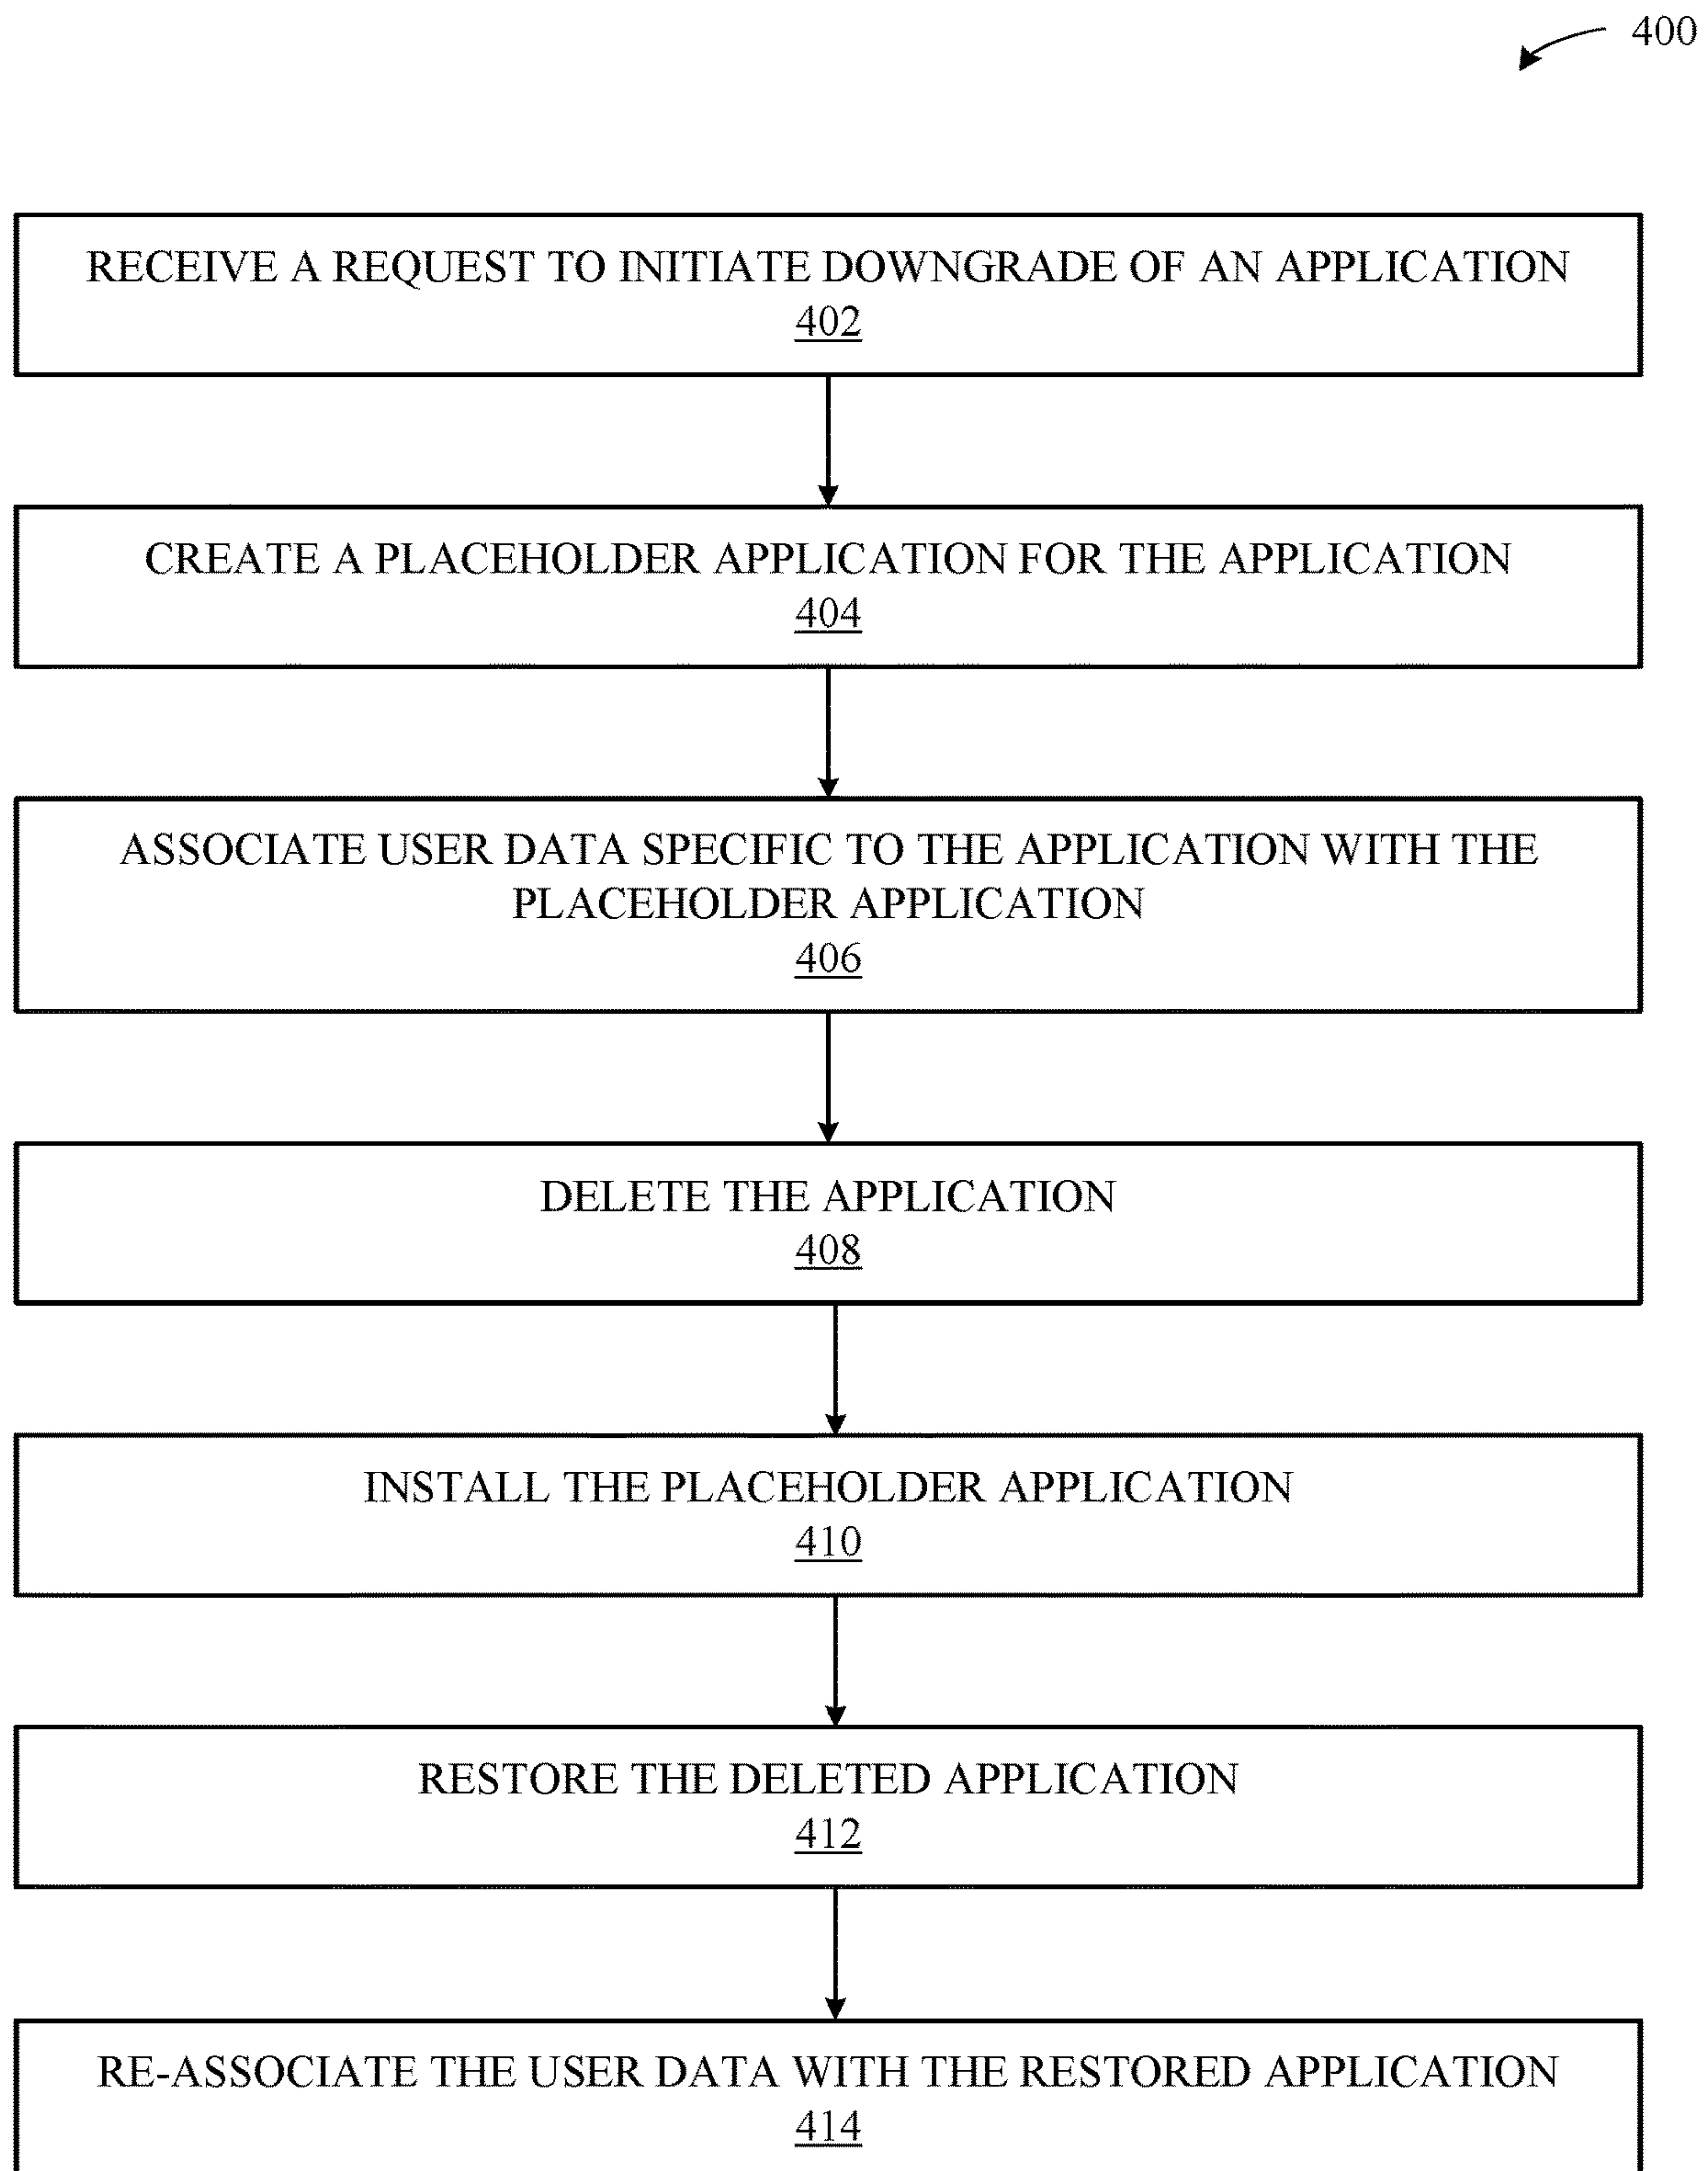 400
RECEIVE A REQUEST TO INITIATE DOWNGRADE OF AN APPLICATION
402
CREATE A PLACEHOLDER APPLICATION FOR THE APPLICATION
404
ASSOCIATE USER DATA SPECIFIC TO THE APPLICATION WITH THE
PLACEHOLDER APPLICATION
406
DELETE THE APPLICATION
408
INSTALL THE PLACEHOLDER APPLICATION
410
RESTORE THE DELETED APPLICATION
412
RE-ASSOCIATE THE USER DATA WITH THE RESTORED APPLICATION
414